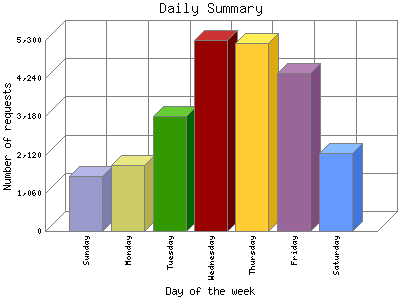 Daily Summary
Number of requests
5,300
4,240
3,180
2,120
1,060
0
Sunday
Monday
Tuesday
Wednesday
Thursday
Friday
Saturday
Day of the week